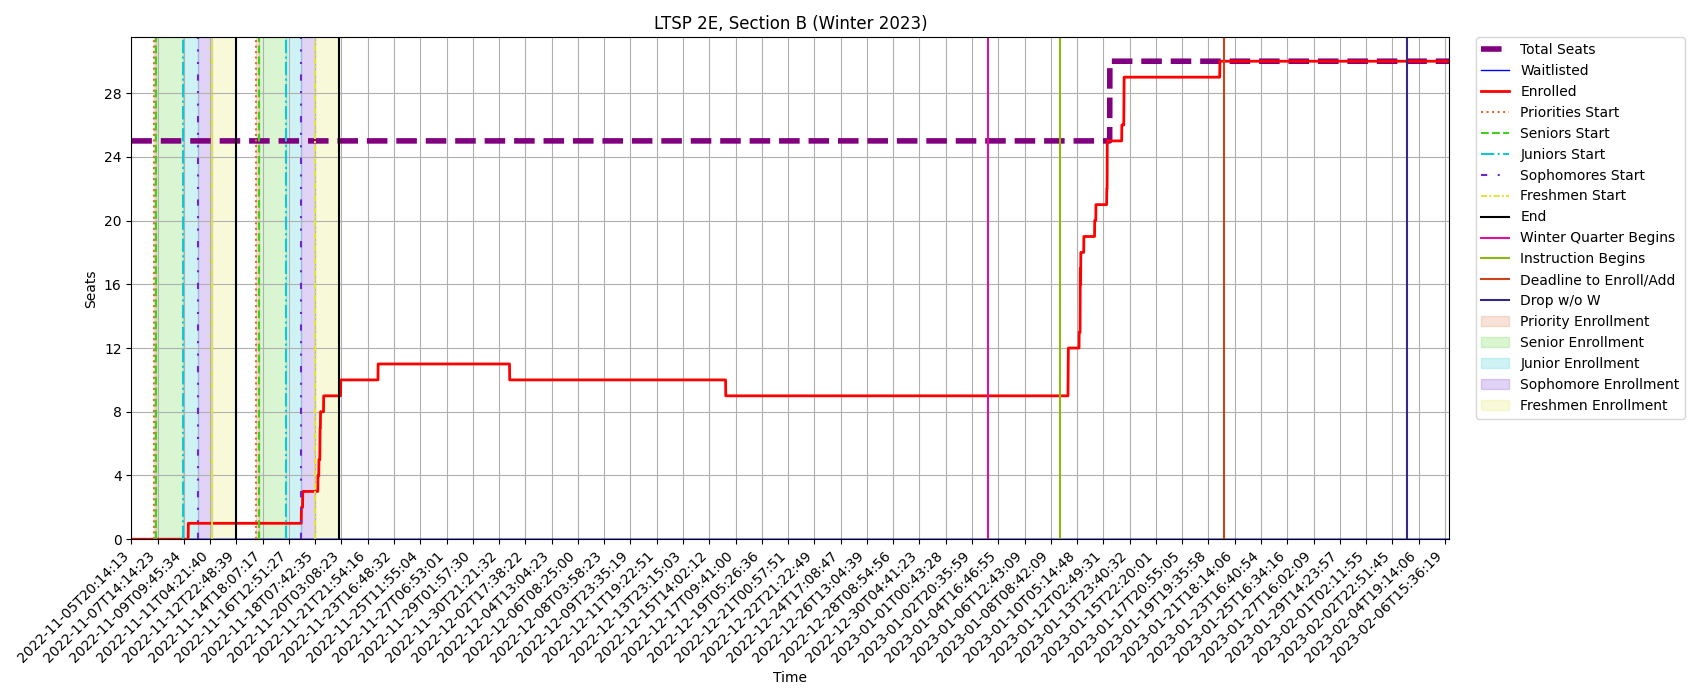 LTSP 2E, Section B (Winter 2023)
Seats
28
24
20
16
12
8
4
0
2022-11-05T20:14:13
2022-11-07T14:14:23
2022-11-09T09:45:34
2022-11-11T04:21:40
2022-11-12T22:48:39
2022-11-14T18:07:17
2022-11-16T12:51:27
2022-11-18T07:42:35
2022-11-20T03:08:23
2022-11-21T21:54:16
2022-11-23T16:48:32
2022-11-25T11:55:04
2022-11-27T06:53:01
2022-11-29T01:57:30
2022-11-30T21:21:32
2022-12-02T17:38:22
2022-12-04T13:04:23
2022-12-06T08:25:00
2022-12-08T03:58:23
2022-12-09T23:35:19
2022-12-11T19:22:51
2022-12-13T23:15:03
2022-12-15T14:02:12
2022-12-17T09:41:00
2022-12-19T05:26:36
2022-12-21T00:57:51
2022-12-22T21:22:49
2022-12-24T17:08:47
2022-12-26T13:04:39
2022-12-28T08:54:56
2022-12-30T04:41:23
2023-01-01T00:43:28
2023-01-02T20:35:59
2023-01-04T16:46:55
2023-01-06T12:43:09
2023-01-08T08:42:09
2023-01-10T05:14:48
2023-01-12T02:49:31
2023-01-13T23:40:32
2023-01-15T22:20:01
2023-01-17T20:55:05
2023-01-19T19:35:58
2023-01-21T18:14:06
2023-01-23T16:40:54
2023-01-25T16:34:16
2023-01-27T16:02:09
2023-01-29T14:23:57
2023-02-01T02:11:55
2023-02-02T22:51:45
2023-02-04T19:14:06
2023-02-06T15:36:19
Time
Total Seats
Waitlisted
Enrolled
Priorities Start
Seniors Start
Juniors Start
Sophomores Start
Freshmen Start
End
Winter Quarter Begins
Instruction Begins
Deadline to Enroll/Add
Drop w/o W
Priority Enrollment
Senior Enrollment
Junior Enrollment
Sophomore Enrollment
Freshmen Enrollment